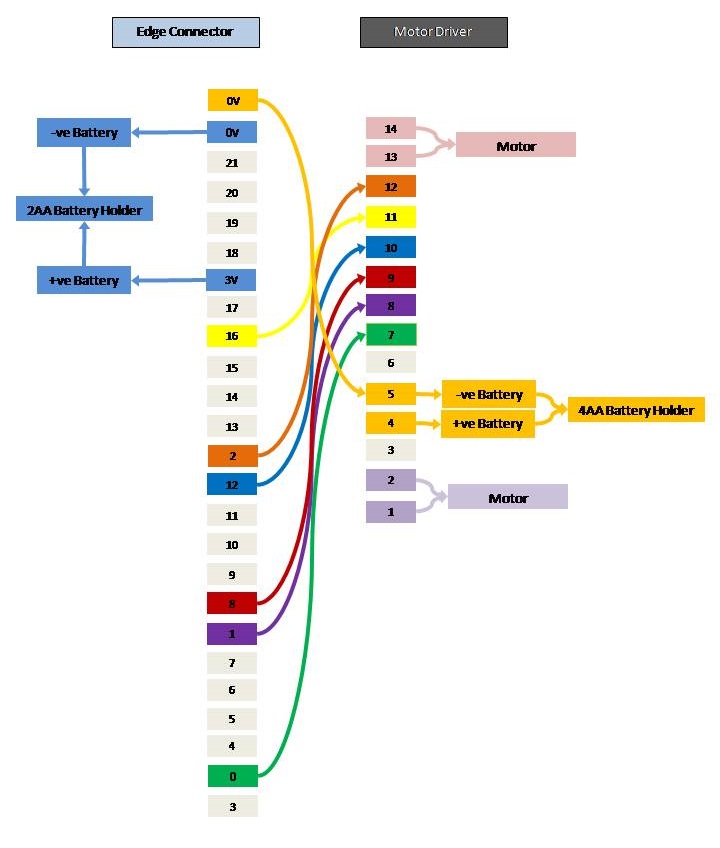 Edge Connector
Motor Driver
0V
0V
21
20
19
18
3V
17
16
15
14
13
2
12
11
10
9
8
1
7
6
5
4
0
3
-ve Battery
2AA Battery Holder
+ve Battery
14
13
12
11
10
9
8
7
6
5
4
3
2
1
Motor
-ve Battery
+ve Battery
4AA Battery Holder
Motor